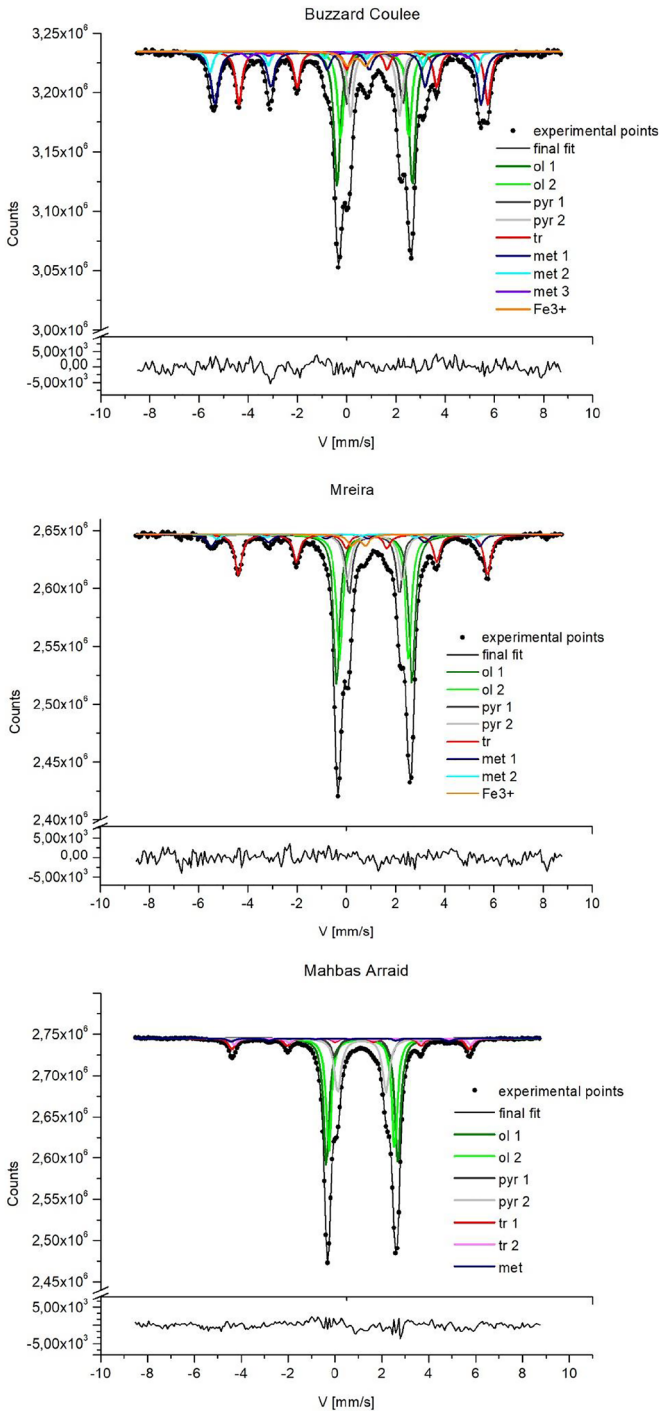 Buzzard Coulee
3,25x10⁶
3,20x10⁶
3,15x10⁶
3,10x10⁶
3,05x10⁶
3,00x10⁶
Counts
experimental points
final fit
ol 1
ol 2
pyr 1
pyr 2
tr
met 1
met 2
met 3
Fe3+
5,00x10³
0,00
-5,00x10³
-10 -8 -6 -4 -2 0 2 4 6 8 10
V [mm/s]
Mreira
2,65x10⁶
2,60x10⁶
2,55x10⁶
2,50x10⁶
2,45x10⁶
2,40x10⁶
Counts
experimental points
final fit
ol 1
ol 2
pyr 1
pyr 2
tr
met 1
met 2
Fe3+
5,00x10³
0,00
-5,00x10³
-10 -8 -6 -4 -2 0 2 4 6 8 10
V [mm/s]
Mahbas Arraid
2,75x10⁶
2,70x10⁶
2,65x10⁶
2,60x10⁶
2,55x10⁶
2,50x10⁶
2,45x10⁶
Counts
experimental points
final fit
ol 1
ol 2
pyr 1
pyr 2
tr 1
tr 2
met
5,00x10³
0,00
-5,00x10³
-10 -8 -6 -4 -2 0 2 4 6 8 10
V [mm/s]